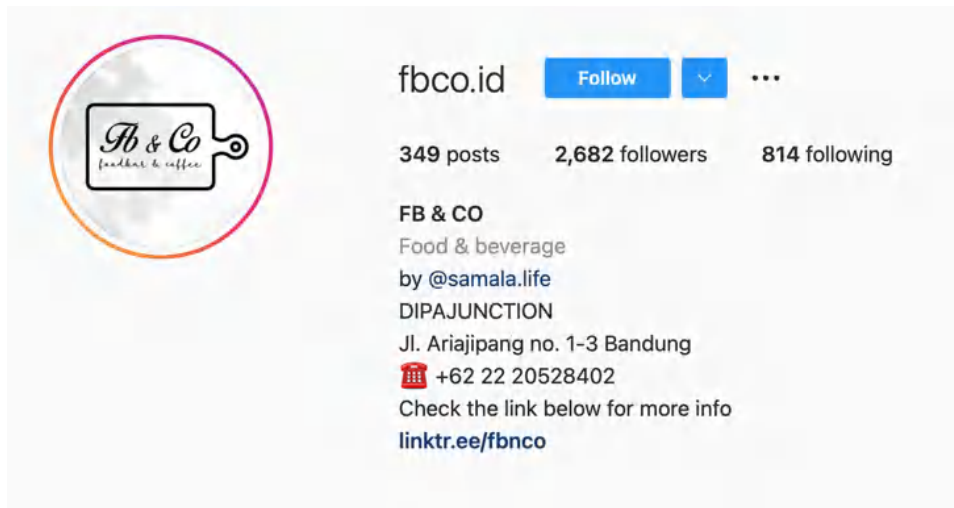 Fb & Co
foodbar & coffee
fbco.id Follow
349 posts 2,682 followers 814 following
FB & CO
Food & beverage
by @samala.life
DIPAJUNCTION
Jl. Ariajipang no. 1-3 Bandung
+62 22 20528402
Check the link below for more info
linktr.ee/fbnco